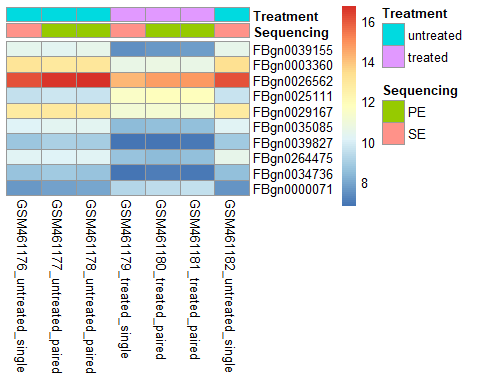 Treatment
Sequencing
FBgn0039155
FBgn0003360
FBgn0026562
FBgn0025111
FBgn0029167
FBgn0035085
FBgn0039827
FBgn0264475
FBgn0034736
FBgn0000071
GSM461176_untreated_single
GSM461177_untreated_paired
GSM461178_untreated_paired
GSM461179_treated_single
GSM461180_treated_paired
GSM461181_treated_paired
GSM461182_untreated_single
16
14
12
10
8
Treatment
untreated
treated
Sequencing
PE
SE